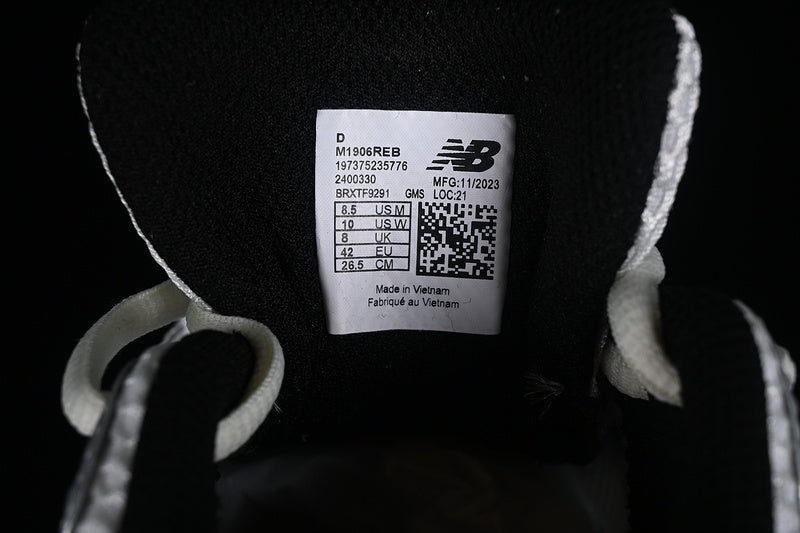 D
M1906REB
197375235776
2400330
BRXTF9291 GMS
NB
MFG:11/2023
LOC:21
8.5 US M
10 US W
8 UK
42 EU
26.5 CM
Made in Vietnam
Fabriqué au Vietnam